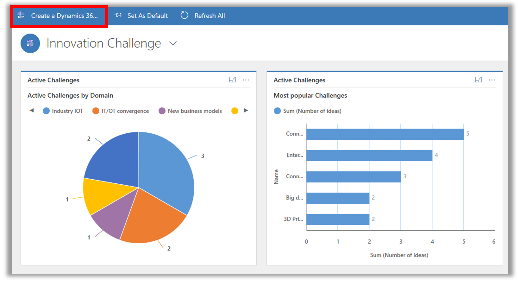 Create a Dynamics 36... Set As Default Refresh All
Innovation Challenge
Active Challenges
Active Challenges by Domain
Industry IOT IT/OT convergence New business models
2
3
1
1
2
Active Challenges
Most popular Challenges
Sum (Number of Ideas)
Name
Conn... 5
Enter... 4
Conn... 3
Big d... 2
3D Pri... 2
0 1 2 3 4 5 6
Sum (Number of Ideas)